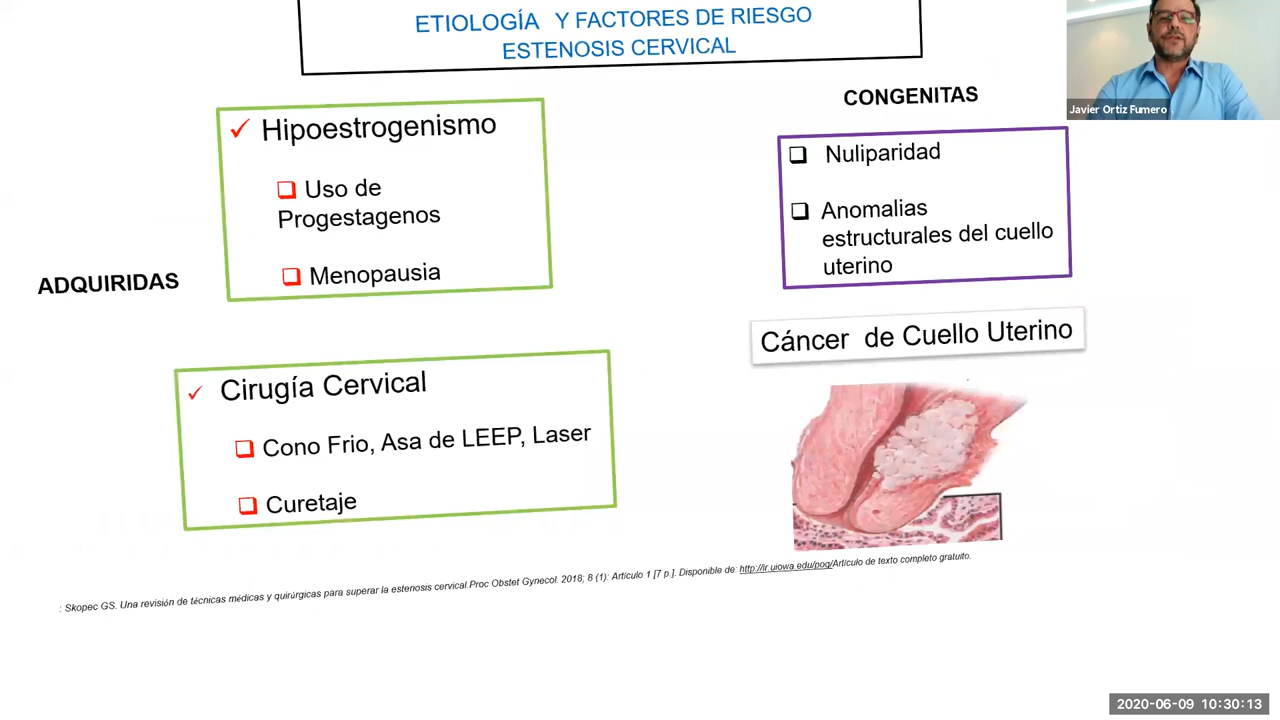 ETIOLOGÍA Y FACTORES DE RIESGO
ESTENOSIS CERVICAL
Javier Ortiz Fumero
ADQUIRIDAS
Hipoestrogenismo
Uso de
Progestagenos
Menopausia
Cirugía Cervical
Cono Frio, Asa de LEEP, Laser
Curetaje
CONGENITAS
Nuliparidad
Anomalias
estructurales del cuello
uterino
Cáncer de Cuello Uterino
: Skopec GS. Una revisión de técnicas médicas y quirúrgicas para superar la estenosis cervical.Proc Obstet Gynecol. 2018; 8 (1): Artículo 1 [7 p.]. Disponible de: http://ir.uiowa.edu/pog/Artículo de texto completo gratuito.
2020-06-09 10:30:13